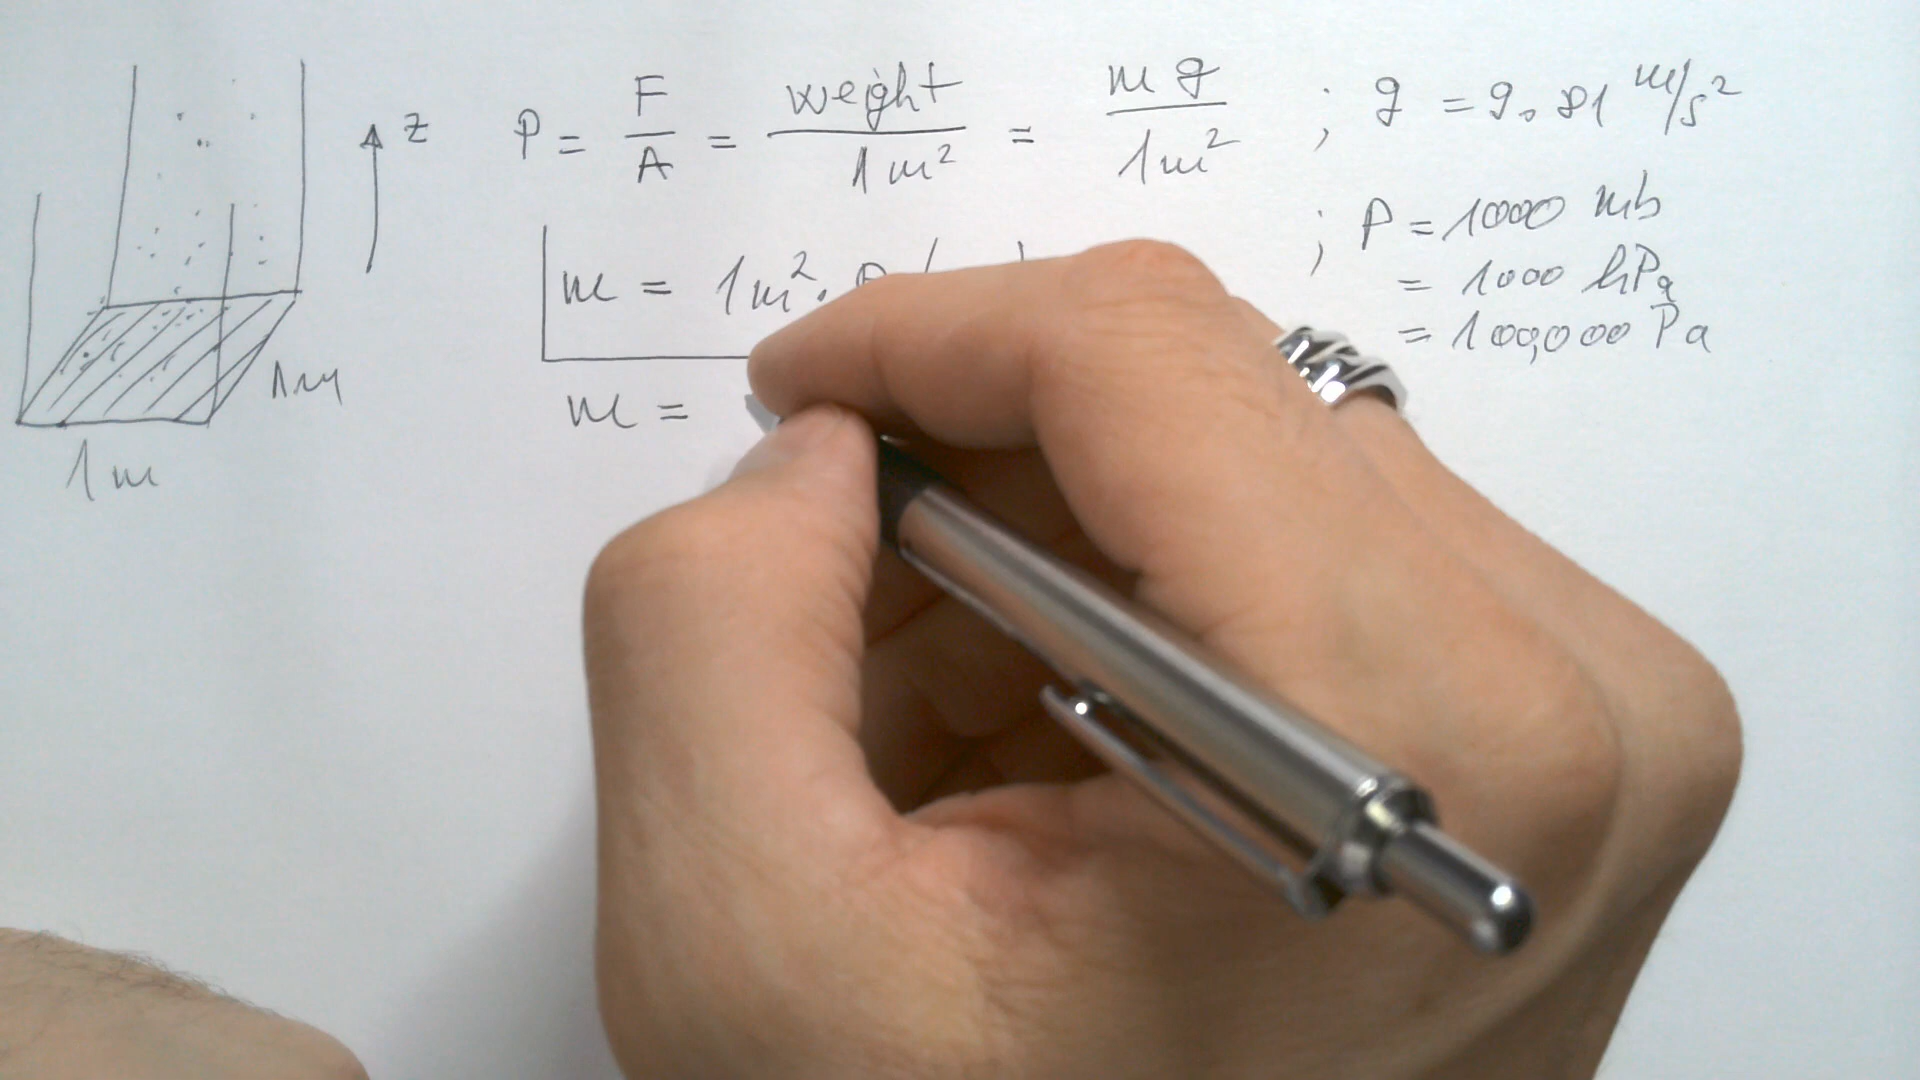 z
1m
1m
P = F/A = weight/1m² = mg/1m² ; g = 9.81 m/s²
; P = 1000 mb
= 1000 hPa
= 100,000 Pa
m = 1m² ·
m =